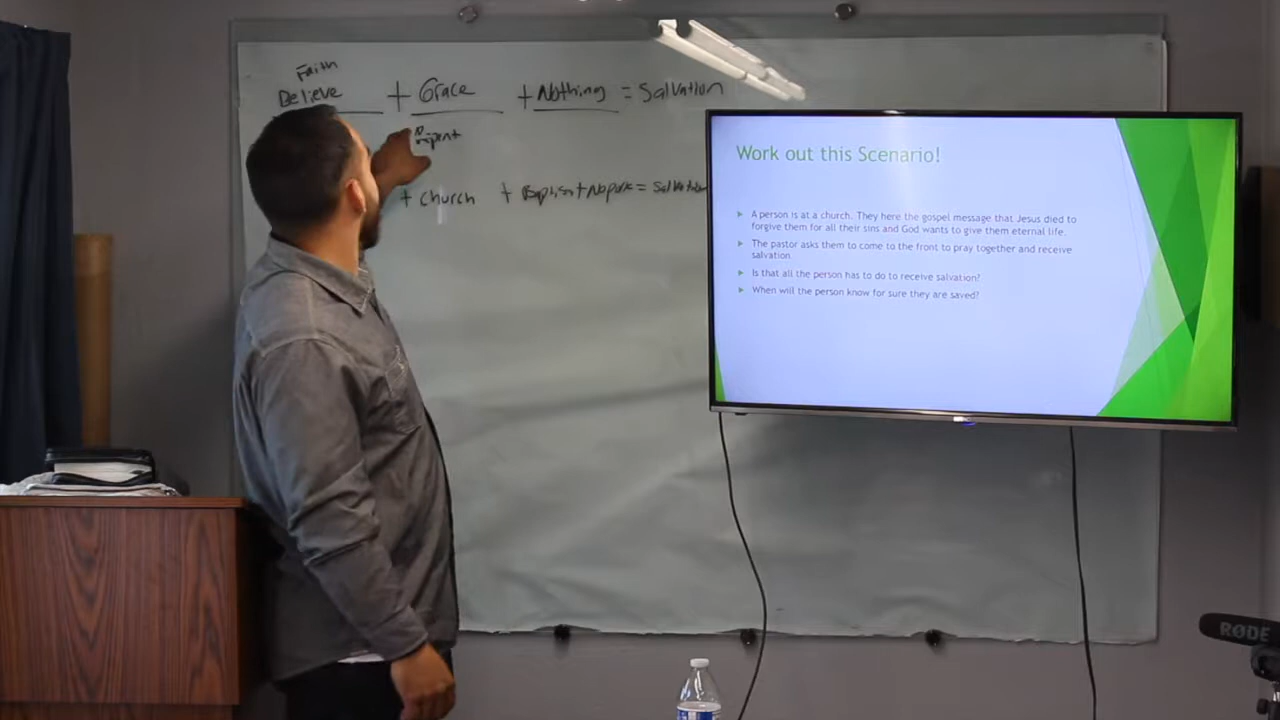 Faith
Believe + Grace + Nothing = Salvation
Repent
+ Church + Baptism + No pork = Salvation
Work out this Scenario!
A person is at a church. They here the gospel message that Jesus died to
forgive them for all their sins and God wants to give them eternal life.
The pastor asks them to come to the front to pray together and receive
salvation.
Is that all the person has to do to receive salvation?
When will the person know for sure they are saved?
RØDE